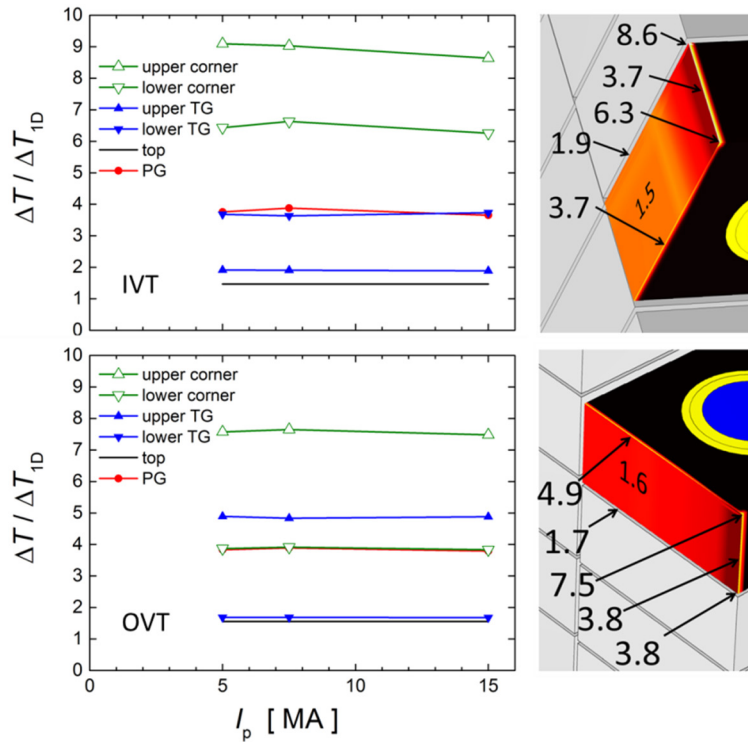 10
9
8
7
6
5
4
3
2
1
0
ΔT / ΔT1D
upper corner
lower corner
upper TG
lower TG
top
PG
IVT
8.6
3.7
6.3
1.9
3.7
1.5
10
9
8
7
6
5
4
3
2
1
0
ΔT / ΔT1D
upper corner
lower corner
upper TG
lower TG
top
PG
OVT
0 5 10 15
Ip [ MA ]
1.6
4.9
1.7
7.5
3.8
3.8